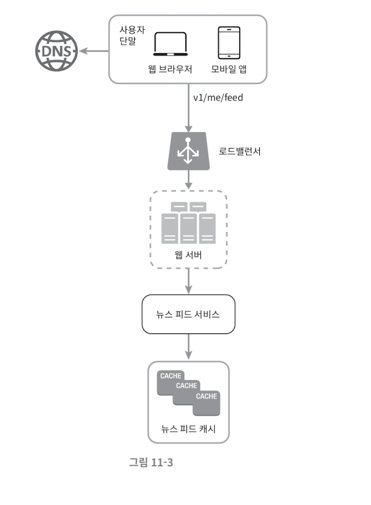 DNS
사용자
단말
웹 브라우저
모바일 앱
v1/me/feed
로드밸런서
웹 서버
뉴스 피드 서비스
CACHE
CACHE
CACHE
뉴스 피드 캐시
그림 11-3